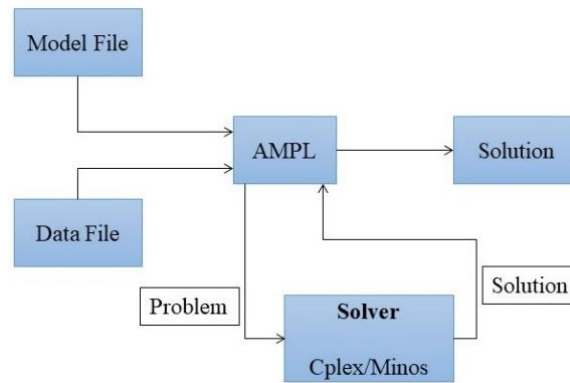 Model File
AMPL
Solution
Data File
Problem
Solver
Cplex/Minos
Solution